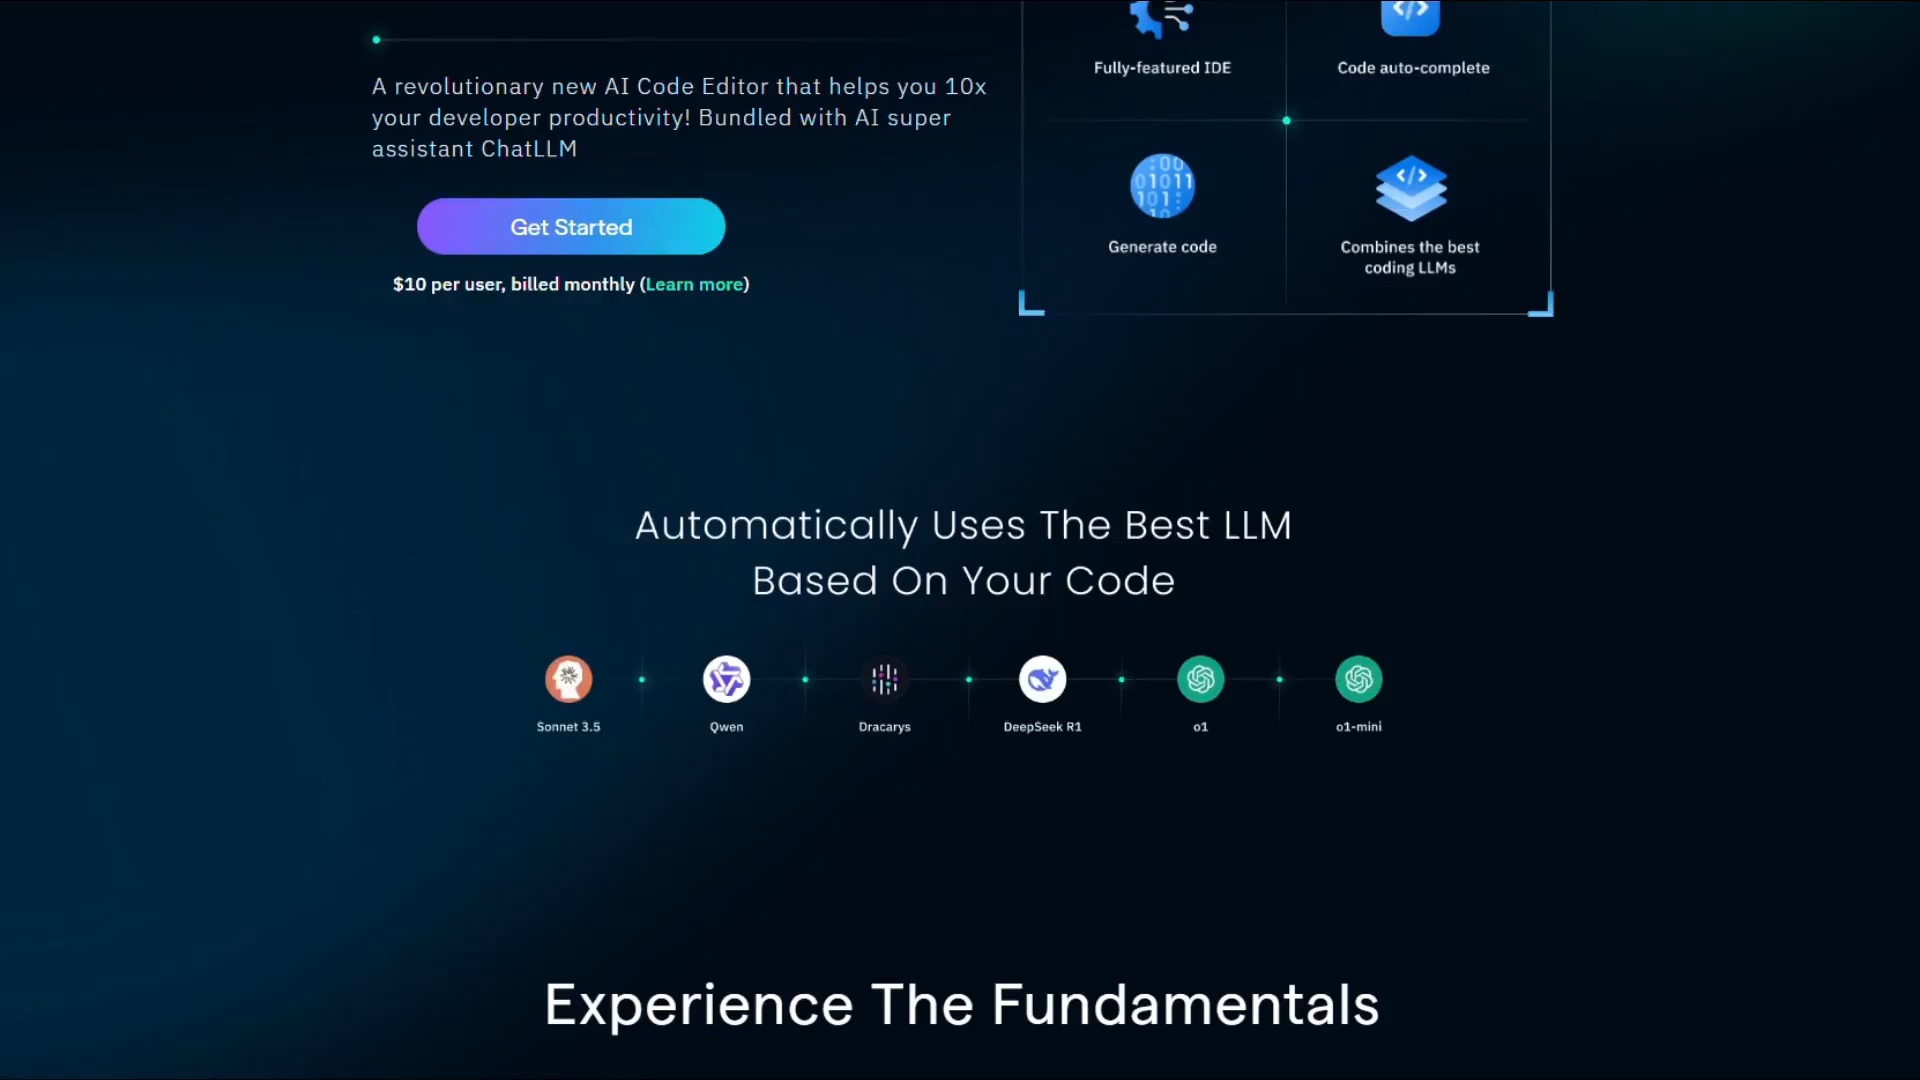 A revolutionary new AI Code Editor that helps you 10x
your developer productivity! Bundled with AI super
assistant ChatLLM
Get Started
$10 per user, billed monthly (Learn more)
Fully-featured IDE
Code auto-complete
Generate code
Combines the best
coding LLMs
Automatically Uses The Best LLM
Based On Your Code
Sonnet 3.5
Qwen
Dracarys
DeepSeek R1
o1
o1-mini
Experience The Fundamentals